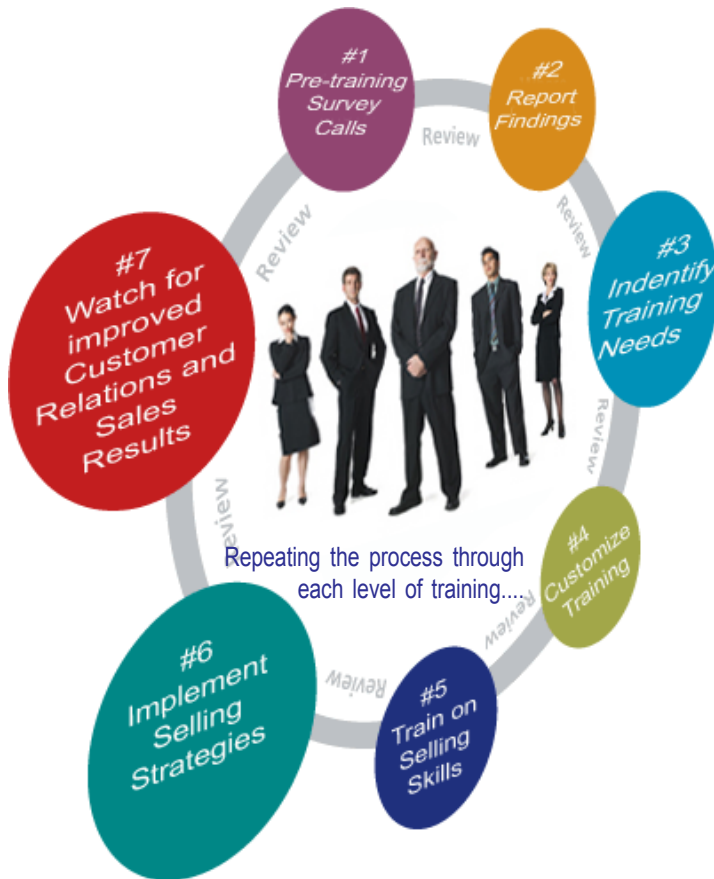 #1
Pre-training
Survey
Calls
#2
Report
Findings
#3
Indentify
Training
Needs
#4
Customize
Training
#5
Train on
Selling
Skills
#6
Implement
Selling
Strategies
#7
Watch for
improved
Customer
Relations and
Sales
Results
Review
Review
Review
Review
Review
Review
Review
Repeating the process through
each level of training....